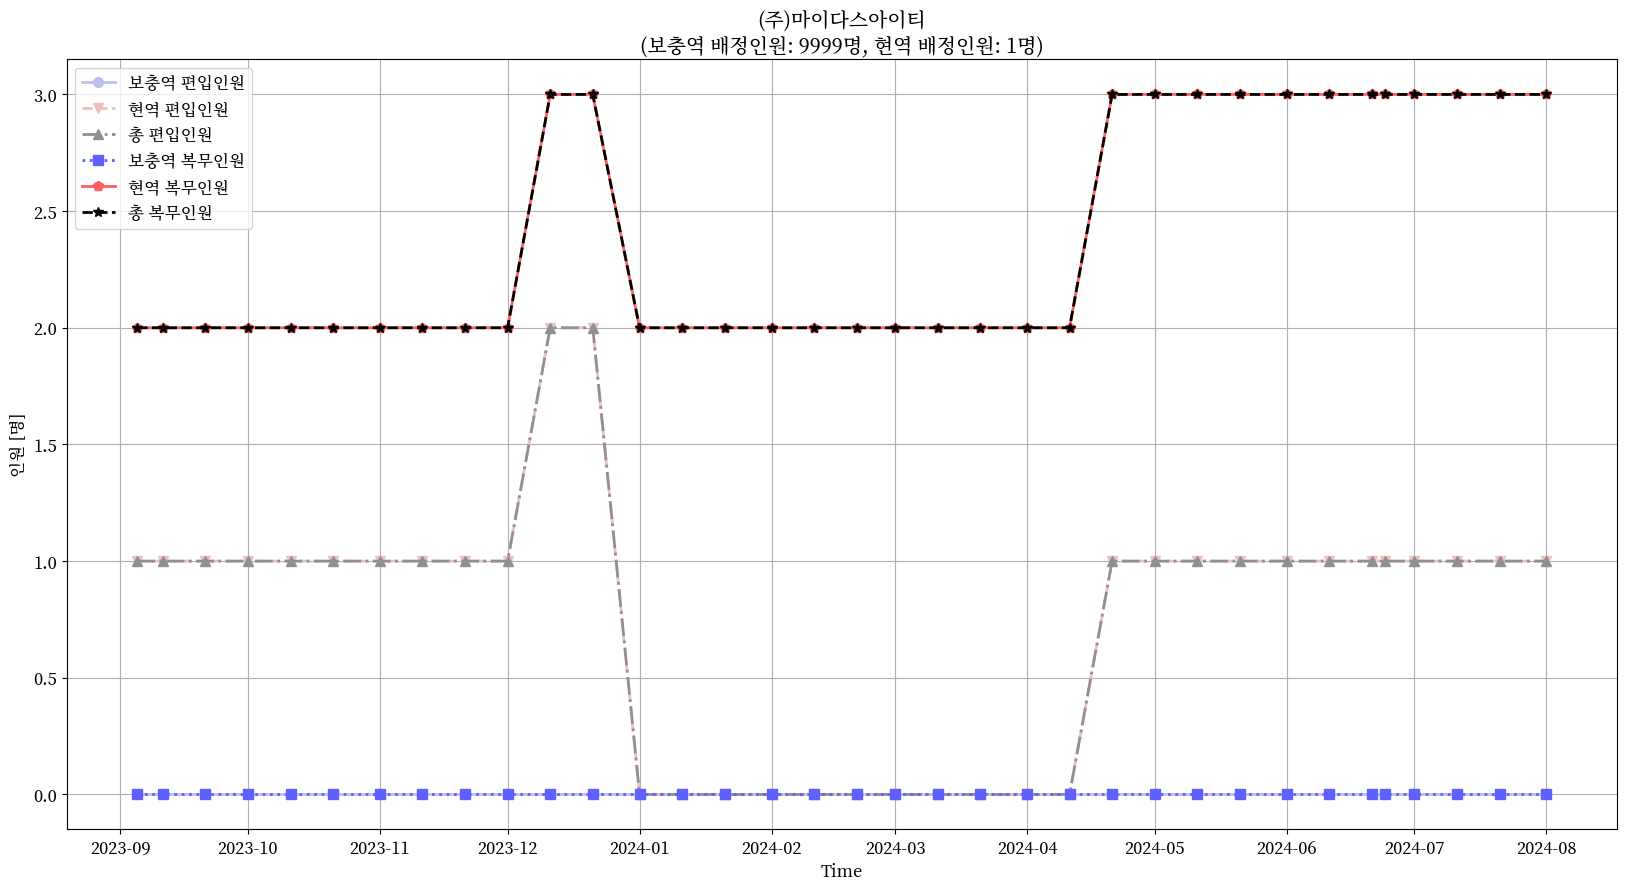 (주)마이다스아이티
(보충역 배정인원: 9999명, 현역 배정인원: 1명)
보충역 편입인원
현역 편입인원
총 편입인원
보충역 복무인원
현역 복무인원
총 복무인원
3.0
2.5
2.0
1.5
1.0
0.5
0.0
인원 [명]
2023-09
2023-10
2023-11
2023-12
2024-01
2024-02
2024-03
2024-04
2024-05
2024-06
2024-07
2024-08
Time